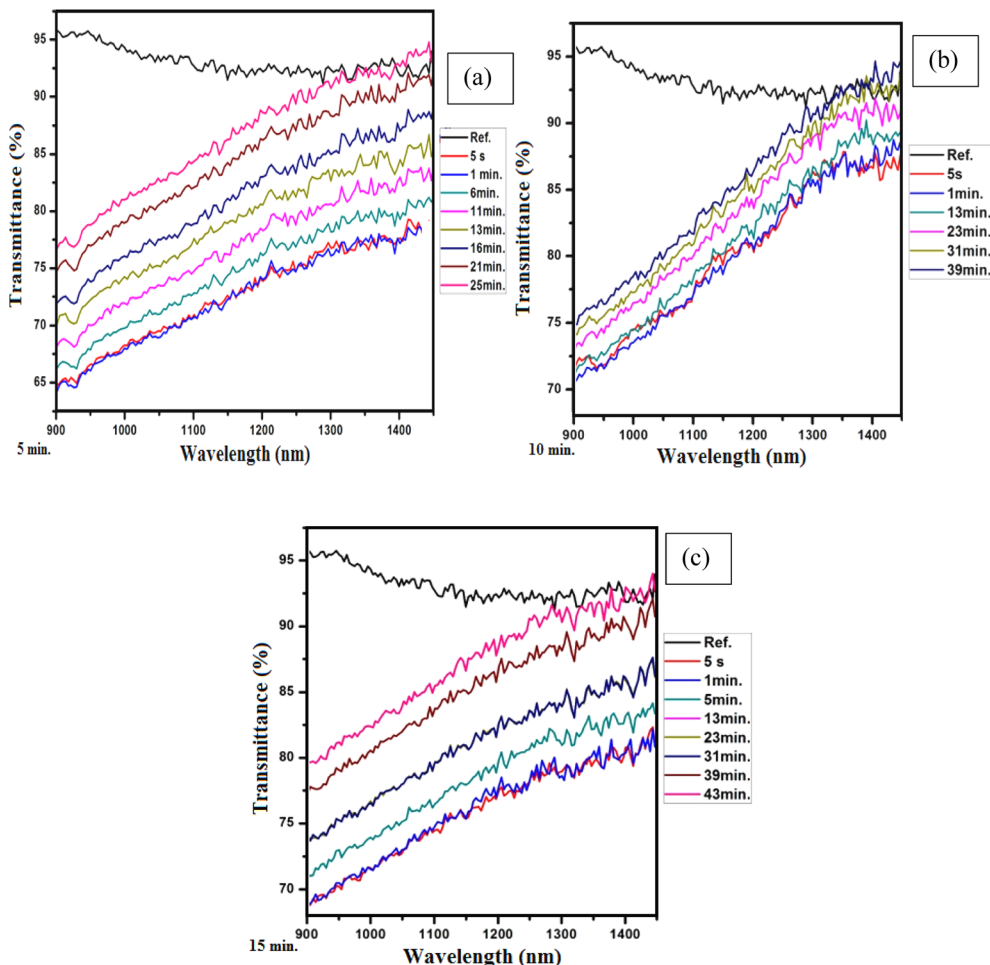 (a)
Transmittance (%)
95
90
85
80
75
70
65
Ref.
5 s
1 min.
6min.
11min.
13min.
16min.
21min.
25min.
900 1000 1100 1200 1300 1400
5 min.
Wavelength (nm)
(b)
Transmittance (%)
95
90
85
80
75
70
Ref.
5s
1min.
13min.
23min.
31min.
39min.
900 1000 1100 1200 1300 1400
10 min.
Wavelength (nm)
(c)
Transmittance (%)
95
90
85
80
75
70
Ref.
5 s
1min.
5min.
13min.
23min.
31min.
39min.
43min.
900 1000 1100 1200 1300 1400
15 min.
Wavelength (nm)